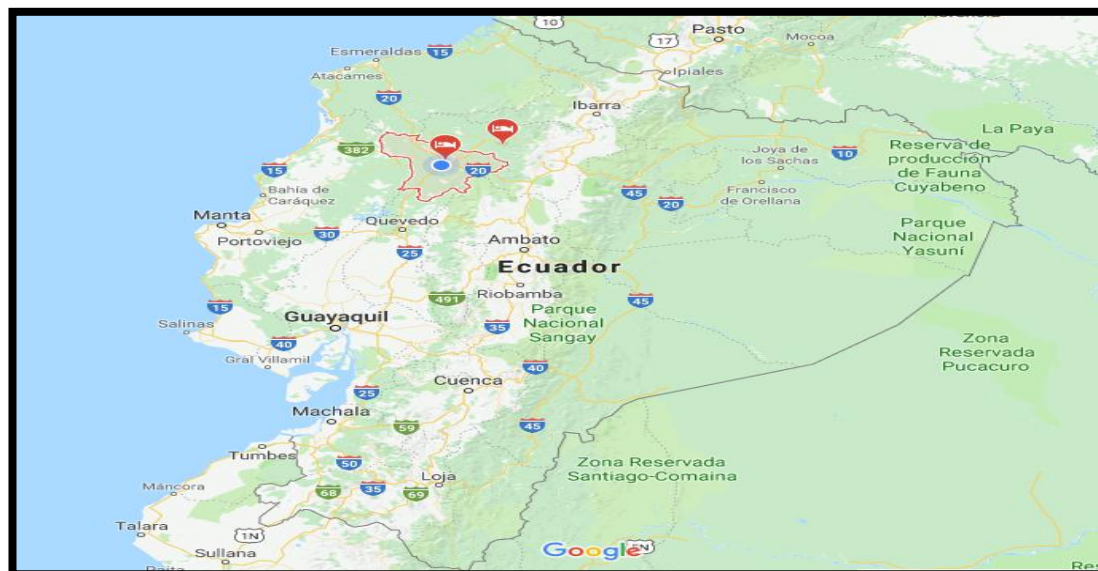 10
Pasto
17
Mocoa
Esmeraldas
15
Atacames
Ipiales
20
Ibarra
382
La Paya
Joya de
los Sachas
10
Reserva de
producción
de Fauna
Cuyabeno
15
20
Bahía de
Caráquez
45
Francisco
de Orellana
20
Manta
Quevedo
30
Portoviejo
Parque
Nacional
Yasuní
25
Ambato
Ecuador
491
Riobamba
45
15
Parque
Nacional
Sangay
Salinas
Guayaquil
35
40
Zona
Reservada
Pucacuro
Gral Villamil
40
25
Cuenca
Machala
59
45
Tumbes
50
Zona Reservada
Santiago-Comaina
Loja
35
68
69
Máncora
Talara
1N
Sullana
Google
5N